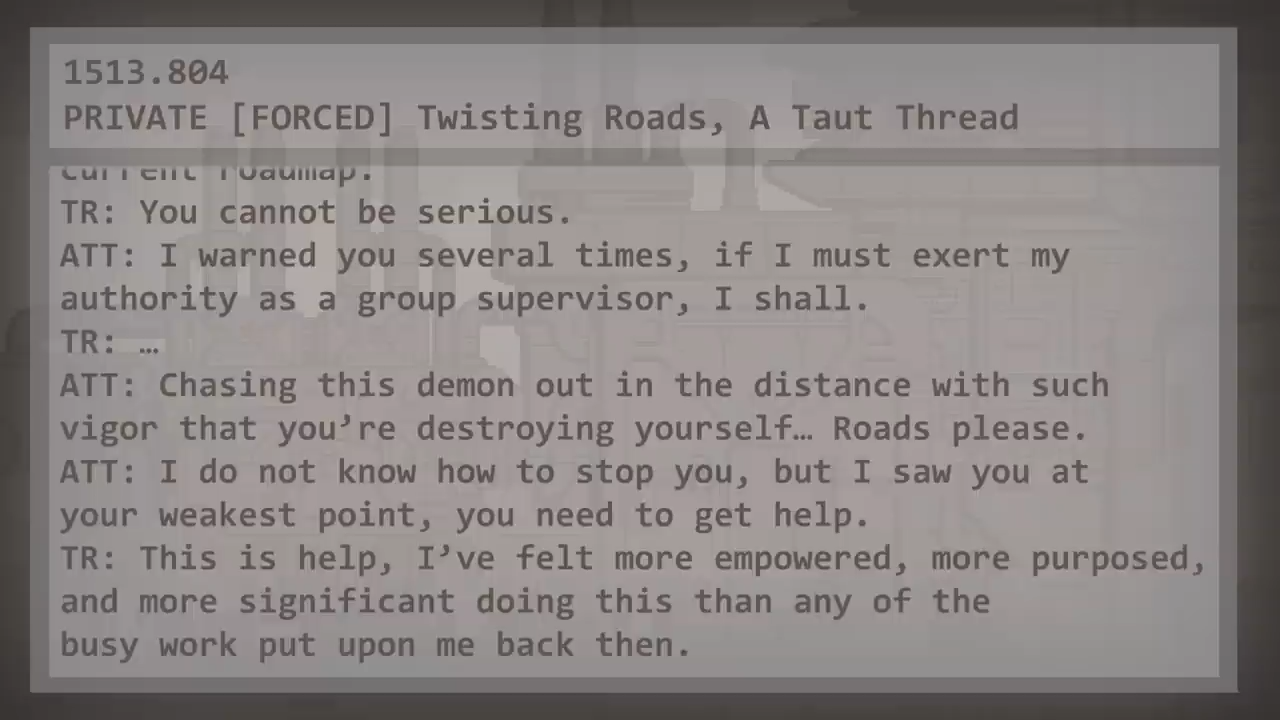 1513.804
PRIVATE [FORCED] Twisting Roads, A Taut Thread
current roadmap.
TR: You cannot be serious.
ATT: I warned you several times, if I must exert my
authority as a group supervisor, I shall.
TR: …
ATT: Chasing this demon out in the distance with such
vigor that you’re destroying yourself… Roads please.
ATT: I do not know how to stop you, but I saw you at
your weakest point, you need to get help.
TR: This is help, I’ve felt more empowered, more purposed,
and more significant doing this than any of the
busy work put upon me back then.